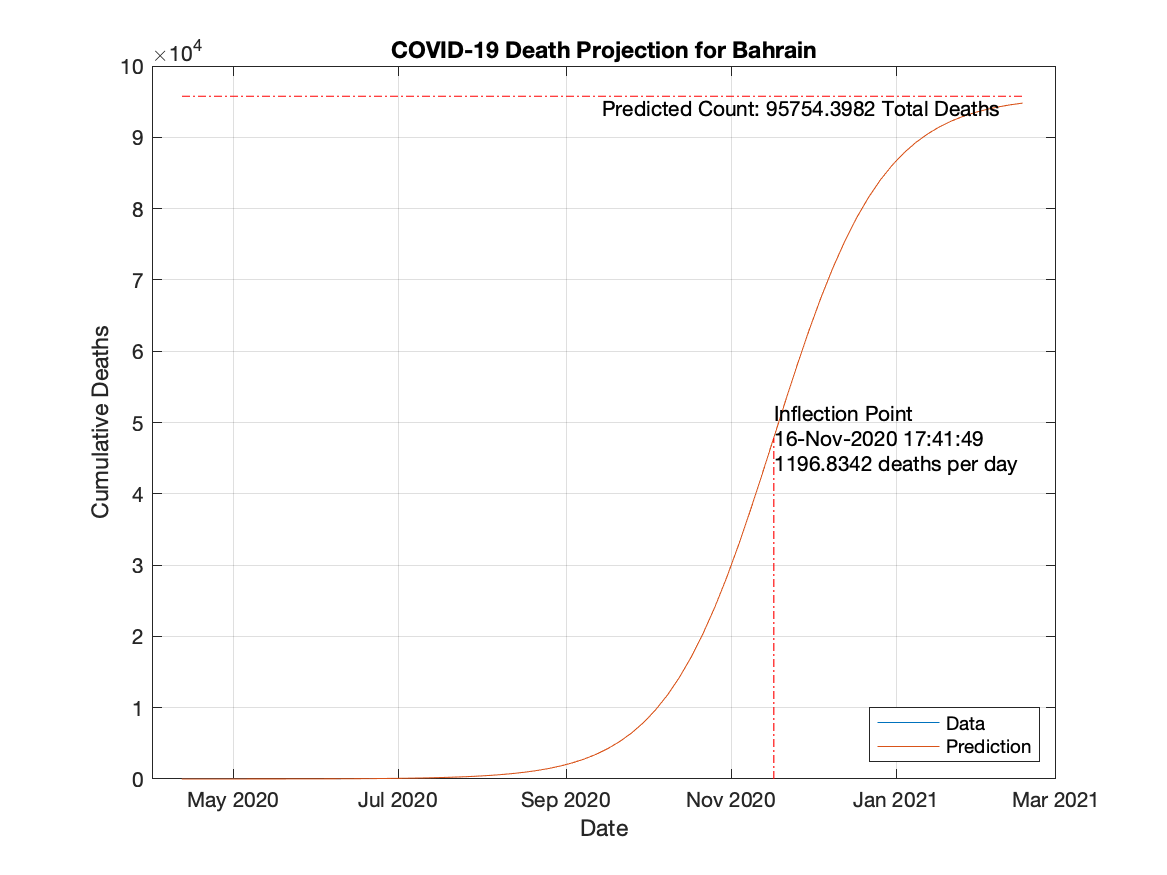 COVID-19 Death Projection for Bahrain
×10⁴
10
9
8
7
6
5
4
3
2
1
0
Cumulative Deaths
Predicted Count: 95754.3982 Total Deaths
Inflection Point
16-Nov-2020 17:41:49
1196.8342 deaths per day
Data
Prediction
May 2020 Jul 2020 Sep 2020 Nov 2020 Jan 2021 Mar 2021
Date